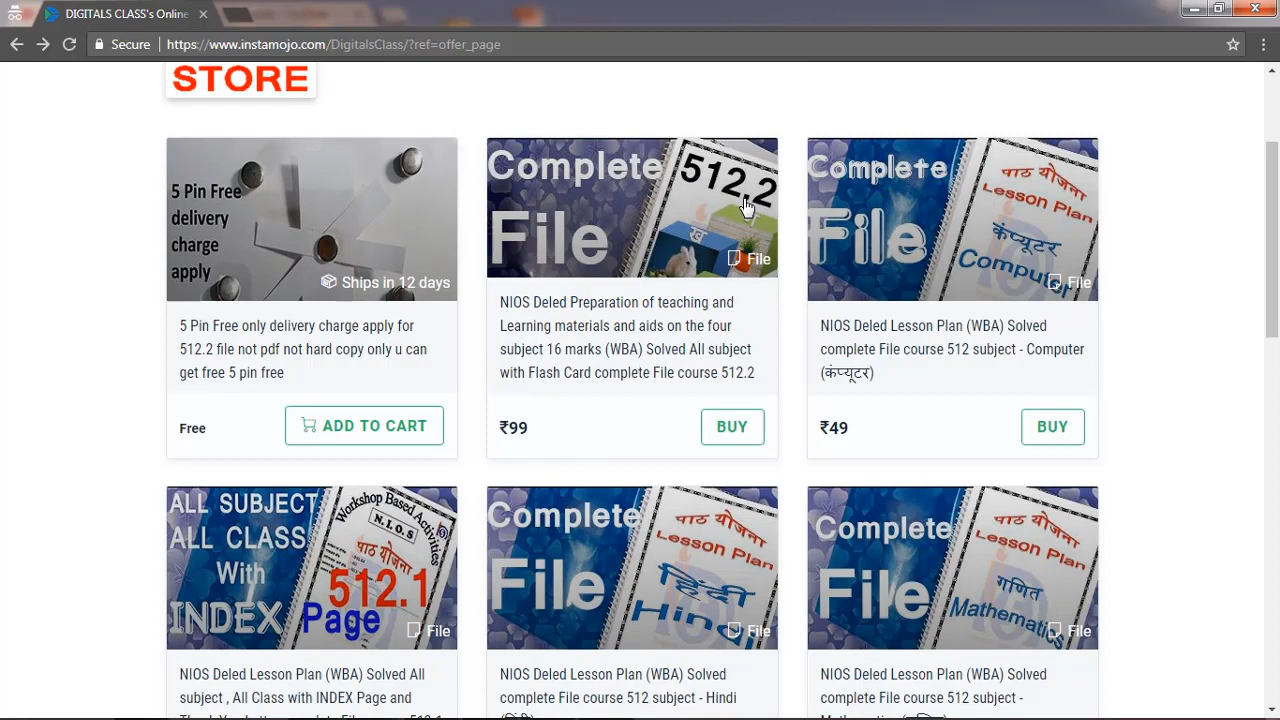 DIGITALS CLASS's Online
Secure
https://www.instamojo.com/DigitalsClass/?ref=offer_page
STORE
5 Pin Free
delivery
charge
apply
Ships in 12 days
5 Pin Free only delivery charge apply for
512.2 file not pdf not hard copy only u can
get free 5 pin free
Free
ADD TO CART
Complete
File
512.2
ख
File
NIOS Deled Preparation of teaching and
Learning materials and aids on the four
subject 16 marks (WBA) Solved All subject
with Flash Card complete File course 512.2
₹99
BUY
Complete
File
पाठ योजना
Lesson Plan
कंप्यूटर
Computer
File
NIOS Deled Lesson Plan (WBA) Solved
complete File course 512 subject - Computer
(कंप्यूटर)
₹49
BUY
ALL SUBJECT
ALL CLASS
With
INDEX
Workshop Based Activities
N.I.O.S
पाठ योजना
512.1
Page
File
NIOS Deled Lesson Plan (WBA) Solved All
subject , All Class with INDEX Page and
Complete
File
पाठ योजना
Lesson Plan
हिंदी
Hindi
File
NIOS Deled Lesson Plan (WBA) Solved
complete File course 512 subject - Hindi
Complete
File
पाठ योजना
Lesson Plan
गणित
Mathematics
File
NIOS Deled Lesson Plan (WBA) Solved
complete File course 512 subject -